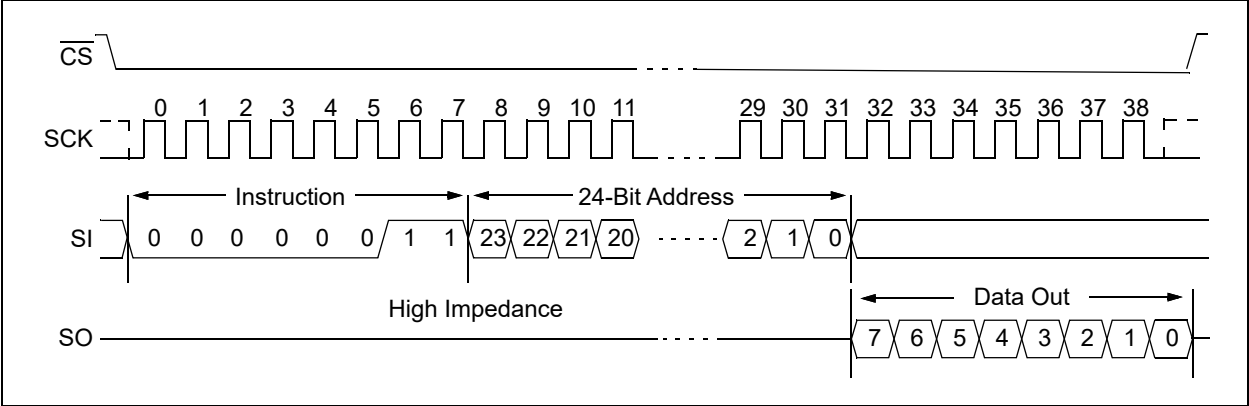 CS
0 1 2 3 4 5 6 7 8 9 10 11 29 30 31 32 33 34 35 36 37 38
SCK
Instruction 24-Bit Address
SI 0 0 0 0 0 0 1 1 23 22 21 20 2 1 0
High Impedance Data Out
SO 7 6 5 4 3 2 1 0